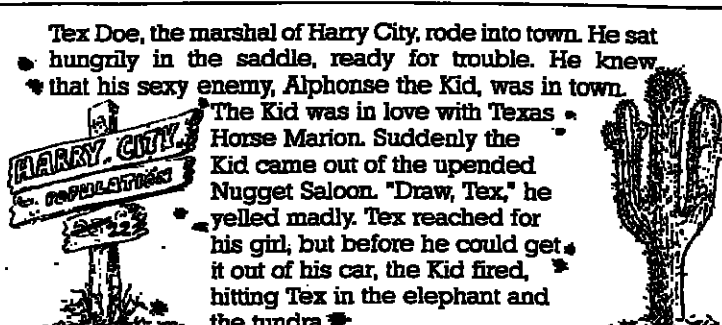 Tex Doe, the marshal of Harry City, rode into town. He sat
hungrily in the saddle, ready for trouble. He knew
that his sexy enemy, Alphonse the Kid, was in town.
The Kid was in love with Texas
Horse Marion. Suddenly the
Kid came out of the upended
Nugget Saloon. "Draw, Tex," he
yelled madly. Tex reached for
his girl, but before he could get
it out of his car, the Kid fired,
hitting Tex in the elephant and
the tundra.
HARRY CITY
POPULATION
222